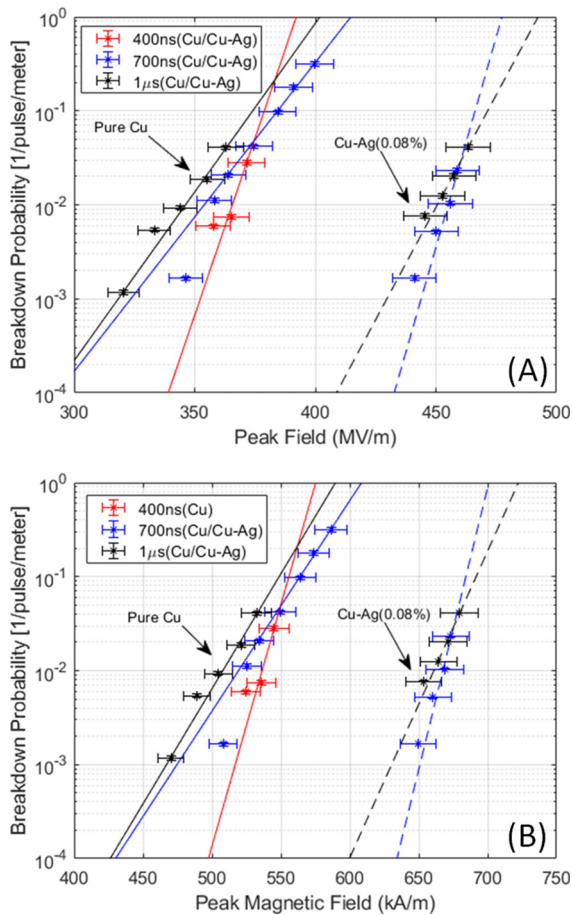 (A)
10⁰
10⁻¹
10⁻²
10⁻³
10⁻⁴
Breakdown Probability [1/pulse/meter]
400ns(Cu/Cu-Ag)
700ns(Cu/Cu-Ag)
1μs(Cu/Cu-Ag)
Pure Cu
Cu-Ag(0.08%)
300 350 400 450 500
Peak Field (MV/m)
(B)
10⁰
10⁻¹
10⁻²
10⁻³
10⁻⁴
Breakdown Probability [1/pulse/meter]
400ns(Cu)
700ns(Cu/Cu-Ag)
1μs(Cu/Cu-Ag)
Pure Cu
Cu-Ag(0.08%)
400 450 500 550 600 650 700 750
Peak Magnetic Field (kA/m)